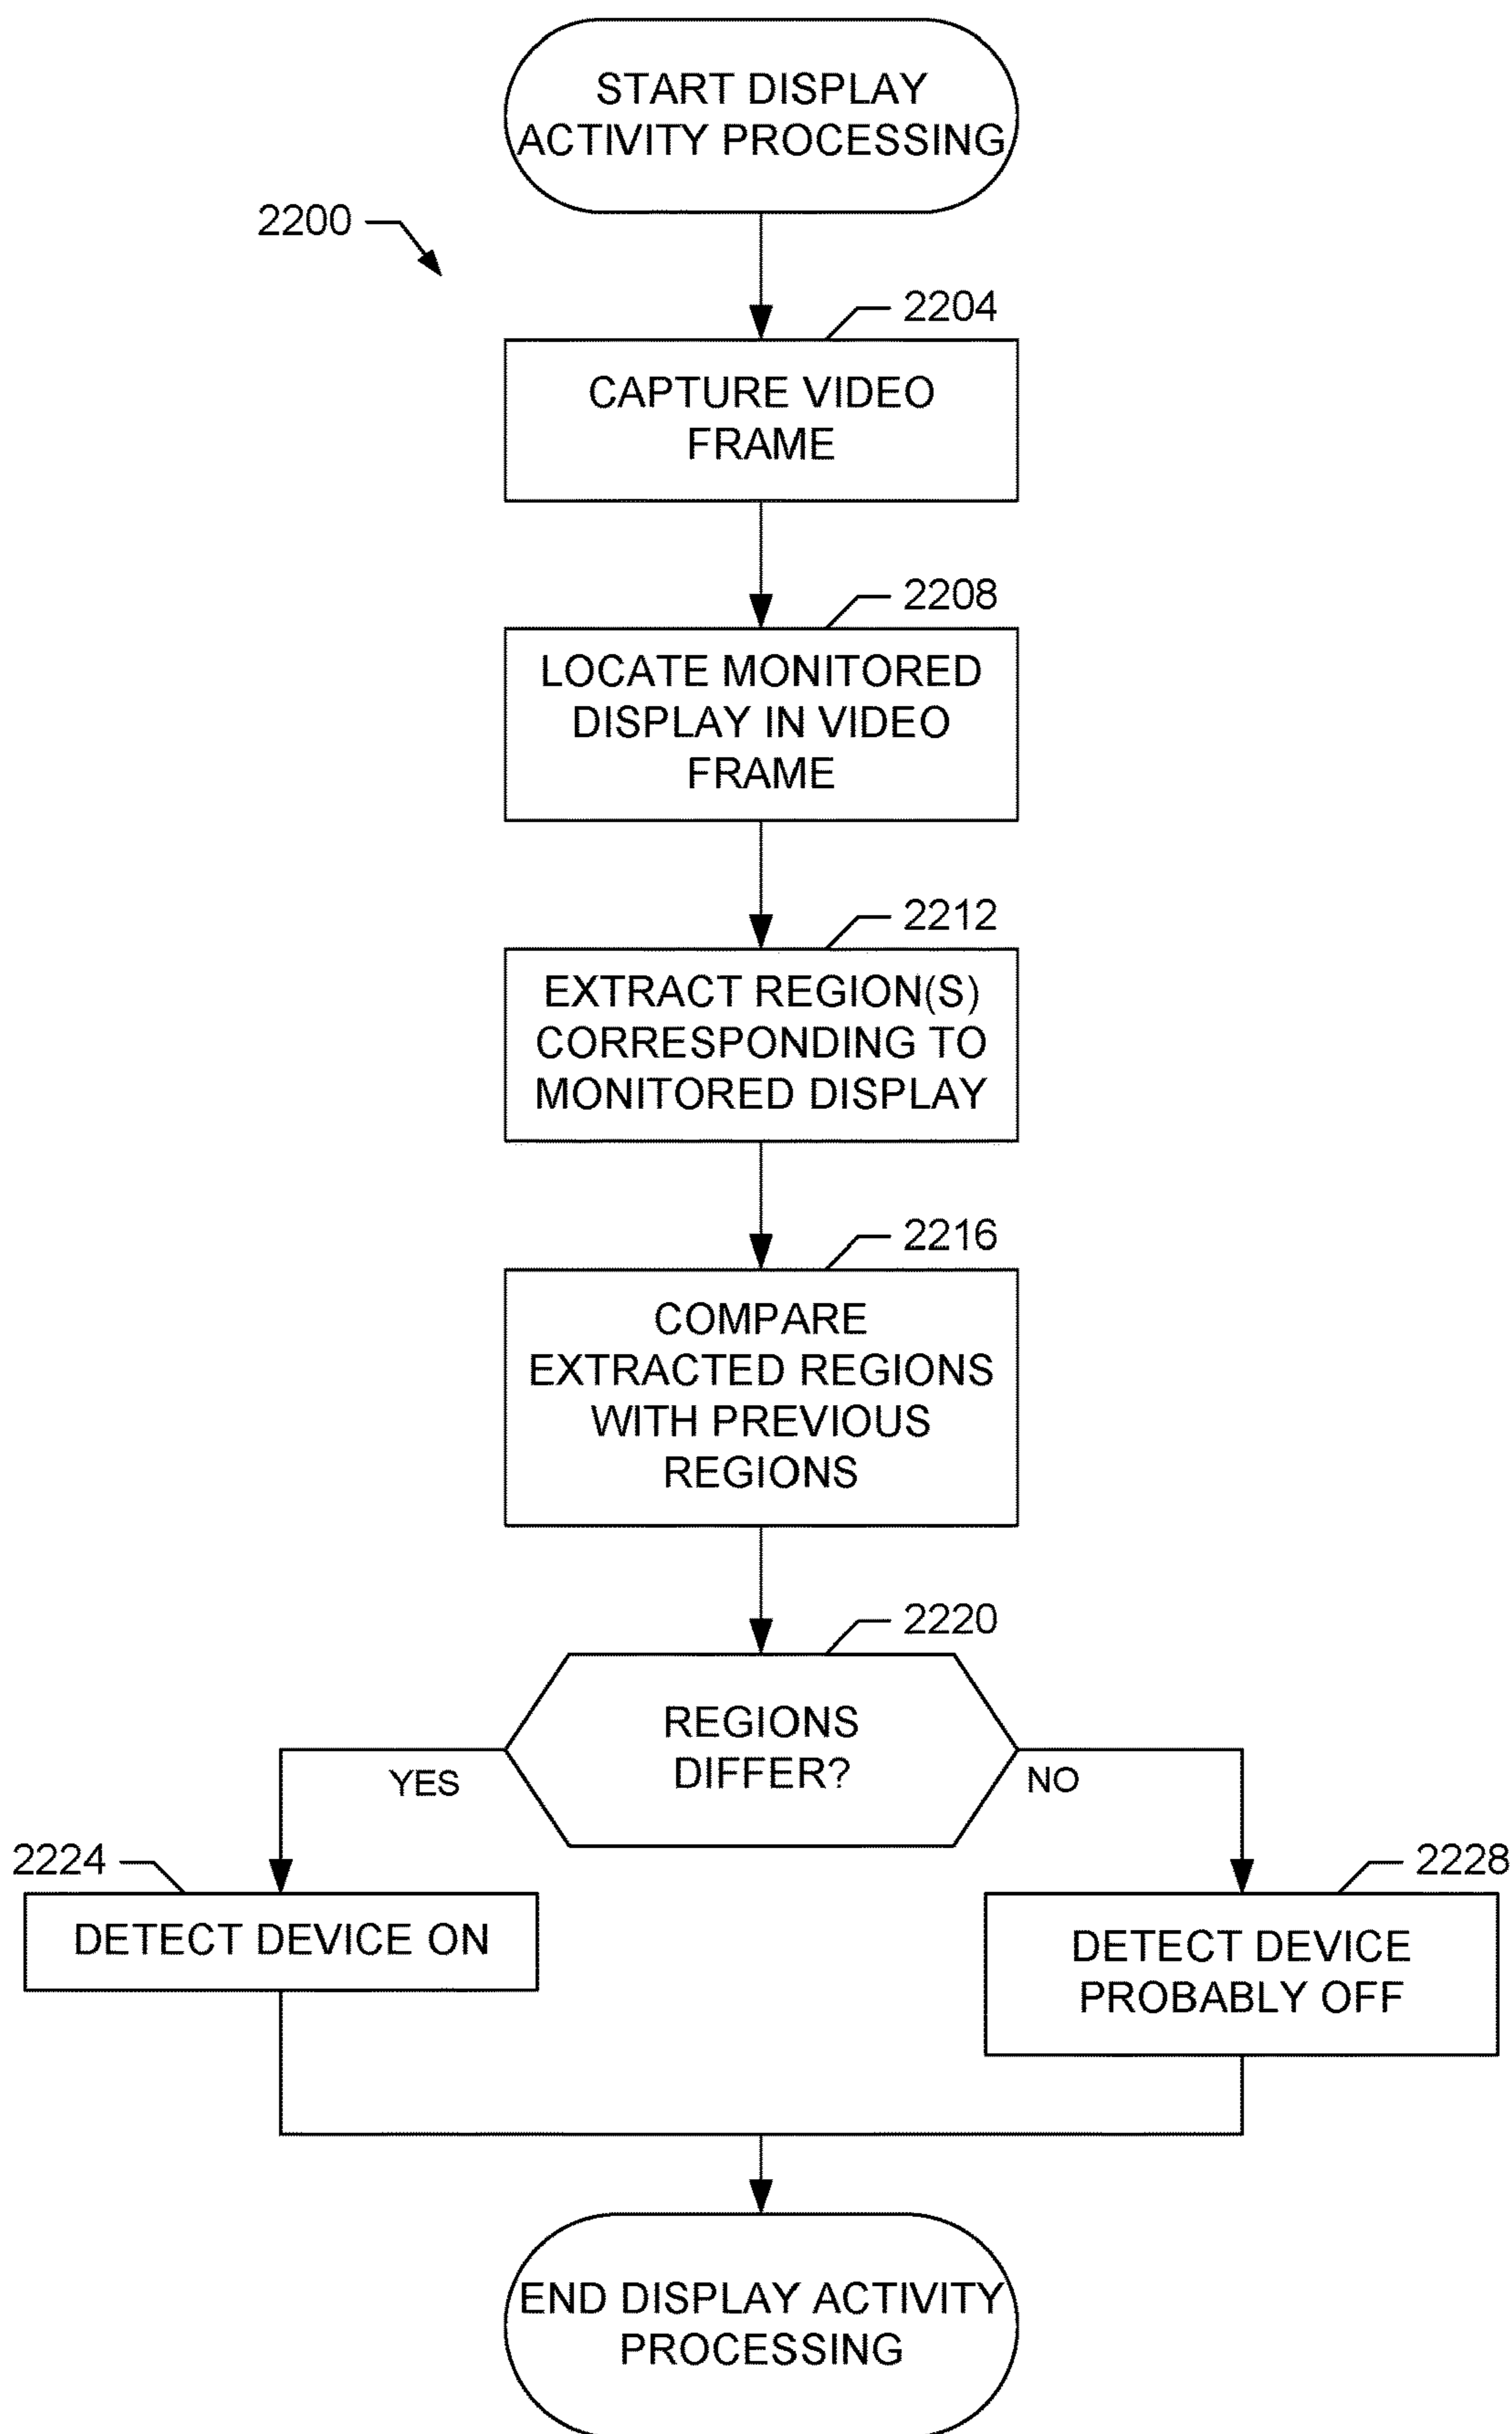 START DISPLAY
ACTIVITY PROCESSING
2200
2204
CAPTURE VIDEO
FRAME
2208
LOCATE MONITORED
DISPLAY IN VIDEO
FRAME
2212
EXTRACT REGION(S)
CORRESPONDING TO
MONITORED DISPLAY
2216
COMPARE
EXTRACTED REGIONS
WITH PREVIOUS
REGIONS
2220
REGIONS
DIFFER?
YES
NO
2224
DETECT DEVICE ON
2228
DETECT DEVICE
PROBABLY OFF
END DISPLAY ACTIVITY
PROCESSING